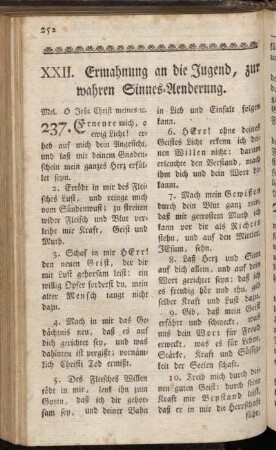 252
XXII. Ermahnung an die Jugend, zur
wahren Sinnes-Aenderung.
Mel. O JEsu Christ meines ꝛc.
237. Erneure mich, o
ewig Licht! er-
heb auf mich dein Angesicht,
und laß mit deinem Gnaden-
schein mein ganzes Herz erfül-
let seyn.
2. Ertödt in mir des Flei-
sches Lust, und reinge mich
vom Sündenwust; zu streiten
wider Fleisch und Blut ver-
leihe mir Kraft, Geist und
Muth.
3. Schaf in mir HErr!
den neuen Geist, der dir
mit Lust gehorsam leist: ein
willig Opfer forderst du, mein
alter Mensch taugt nicht
dazu.
4. Mach in mir das Ge-
dächtniß neu, daß es auf
dich gerichtet sey, und was
dahinten ist vergißt: vornäm-
lich Christi Tod ermißt.
5. Des Fleisches Willen
tödt in mir, lenk ihn zum
Guten, daß ich dir gehor-
sam sey, und deiner Bahn
in Lieb und Einfalt folgen
kann.
6. HErr! ohne deines
Geistes Licht erkenn ich dei-
nen Willen nicht: darum
erleuchte den Verstand, mach
ihm dich und dein Wort be-
kannt.
7. Mach mein Gewissen
durch dein Blut ganz rein,
daß mit getrostem Muth ich
kann vor dir als Richter
stehn, und auf den Mittler
JEsum, sehn.
8. Laß Herz und Sinn
auf dich allein, und auf dein
Wort gerichtet seyn; daß ich
es freudig hör und thu, gib
selber Kraft und Lust dazu.
9. Gib, daß mein Geist
erfährt und schmeckt, was
uns dein Wort für Freud
erweckt, was es für Leben,
Stärke, Kraft und Süssig-
keit der Seelen schaft.
10. Treib mich durch dei-
nen guten Geist: durch seine
Kraft mir Beystand leist,
daß er in mir die Herrschaft